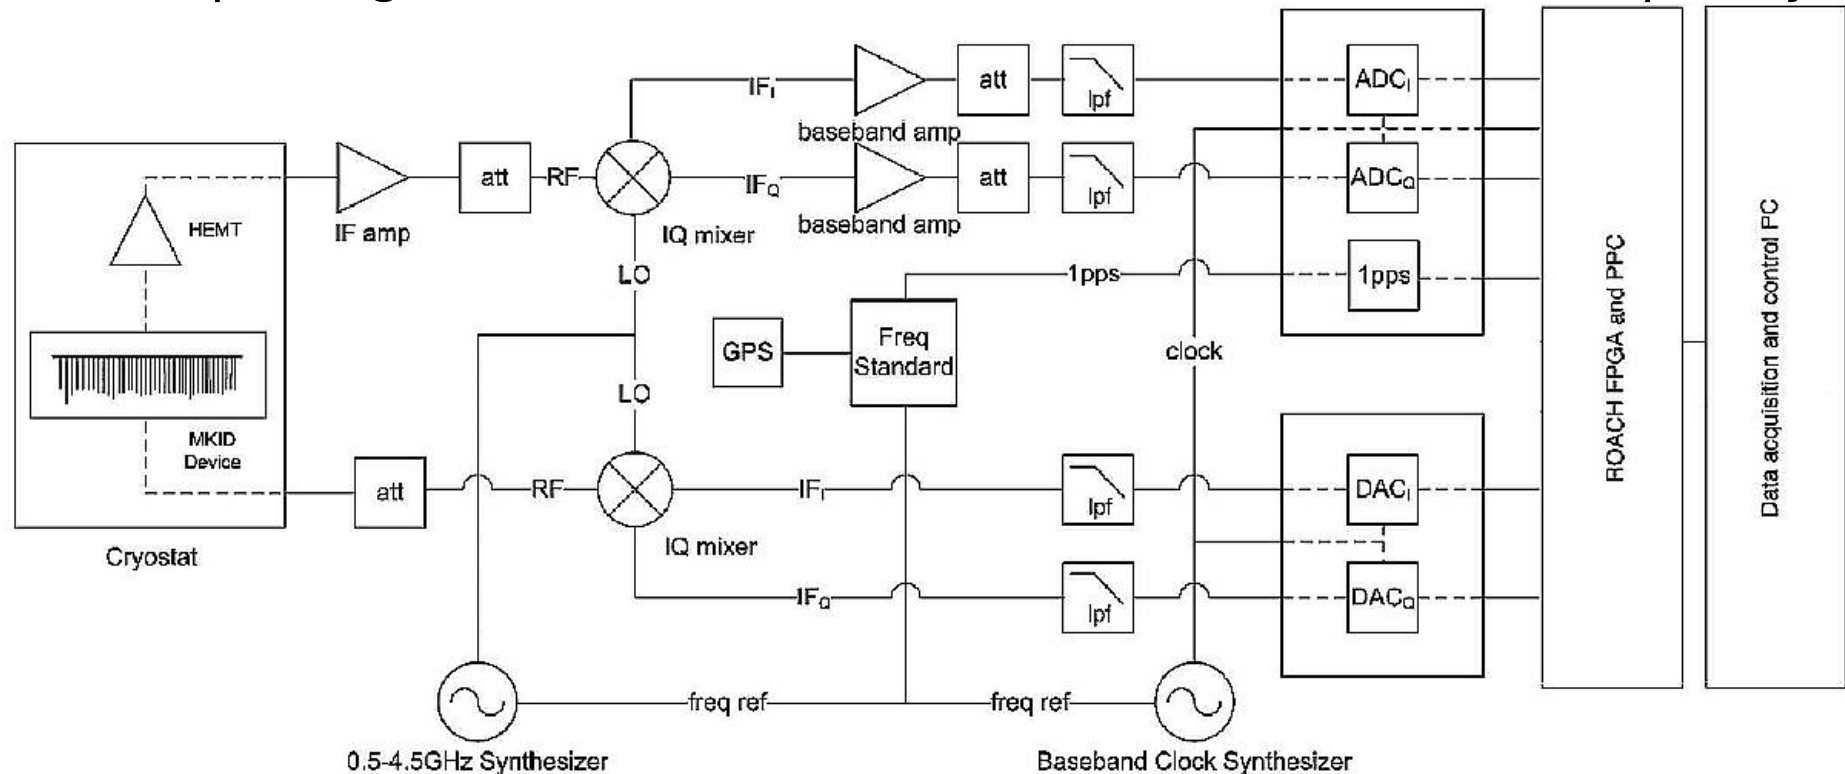 IF_I
att
lpf
ADC_I
baseband amp
HEMT
IF amp
att
RF
IQ mixer
IF_Q
baseband amp
att
lpf
ADC_Q
LO
1pps
1pps
GPS
Freq
Standard
clock
LO
MKID
Device
att
RF
IQ mixer
IF_I
lpf
DAC_I
Cryostat
IF_Q
lpf
DAC_Q
freq ref
freq ref
0.5-4.5GHz Synthesizer
Baseband Clock Synthesizer
ROACH FPGA and PPC
Data acquisition and control PC